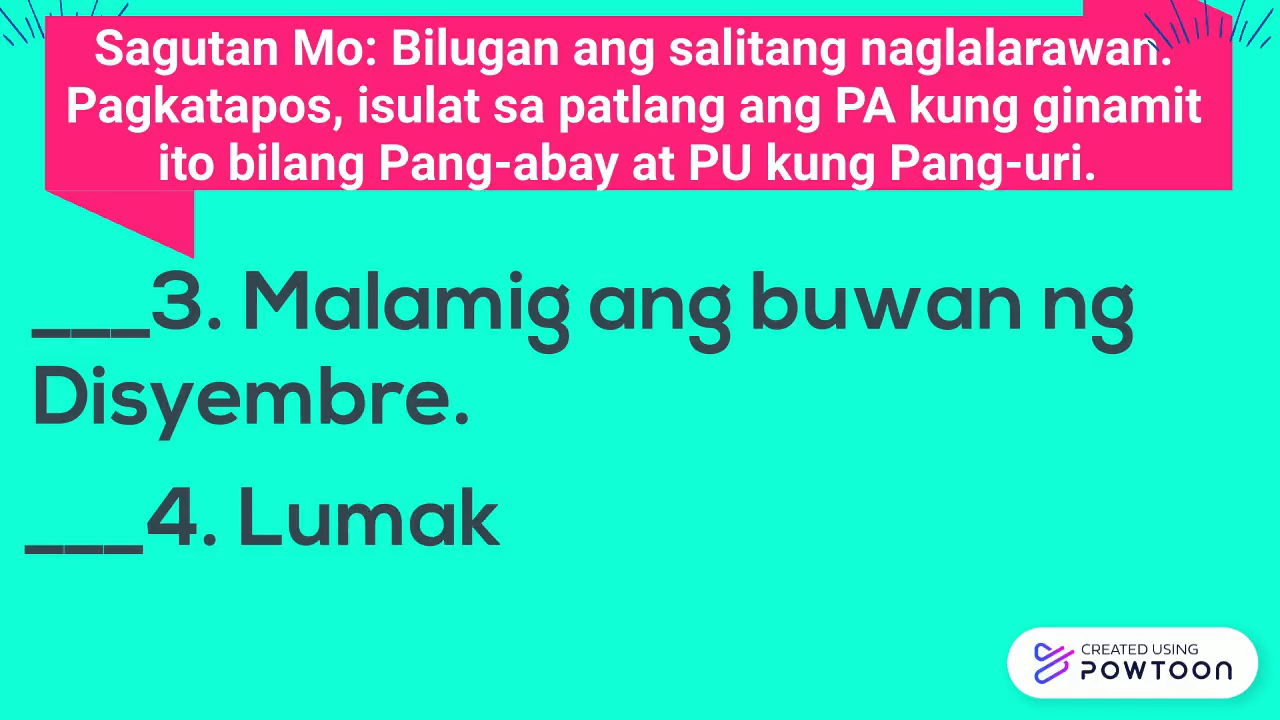 Sagutan Mo: Bilugan ang salitang naglalarawan.
Pagkatapos, isulat sa patlang ang PA kung ginamit
ito bilang Pang-abay at PU kung Pang-uri.
___3. Malamig ang buwan ng
Disyembre.
___4. Lumak
CREATED USING
POWTOON